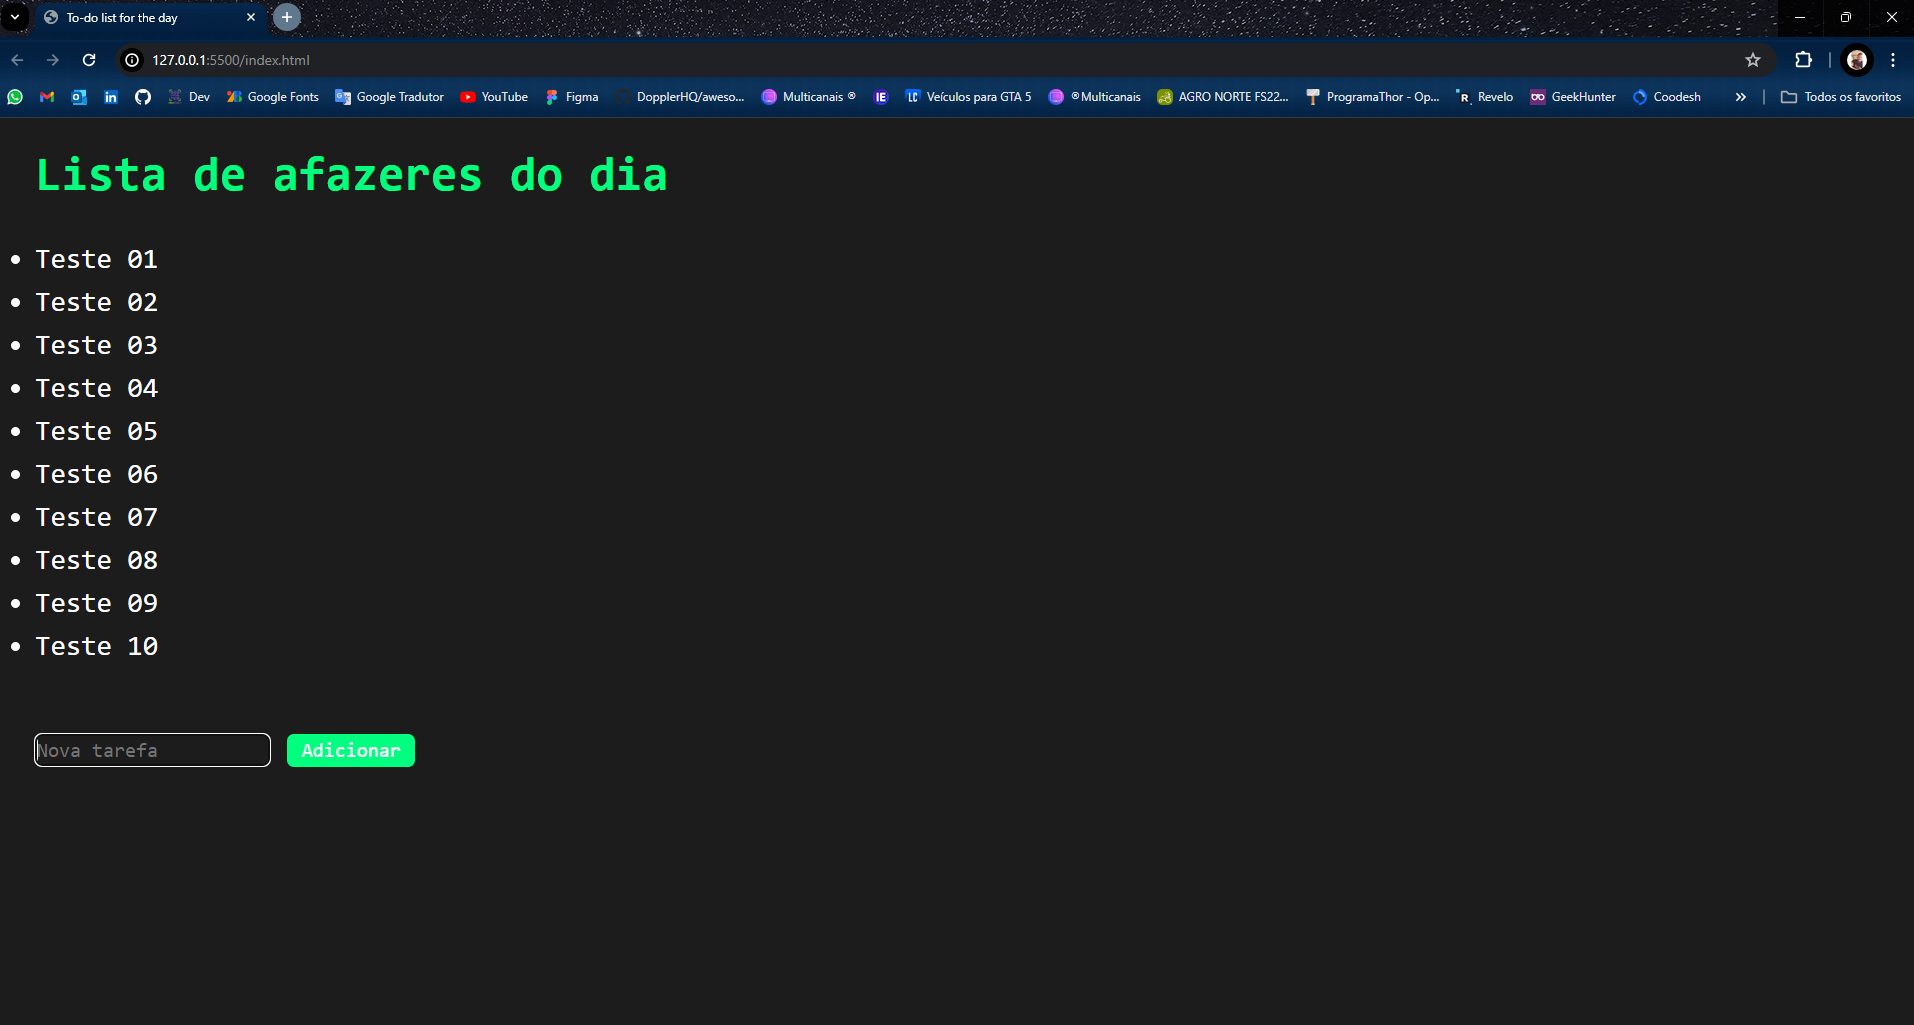 To-do list for the day
127.0.0.1:5500/index.html
Dev Google Fonts Google Tradutor YouTube Figma DopplerHQ/aweso... Multicanais ® IE LC Veículos para GTA 5 ®Multicanais AGRO NORTE FS22... ProgramaThor - Op... R. Revelo GeekHunter Coodesh » Todos os favoritos
Lista de afazeres do dia
• Teste 01
• Teste 02
• Teste 03
• Teste 04
• Teste 05
• Teste 06
• Teste 07
• Teste 08
• Teste 09
• Teste 10
Nova tarefa Adicionar